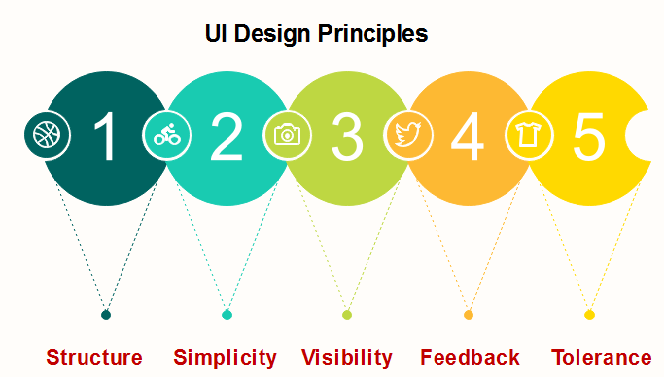 UI Design Principles
1 2 3 4 5
Structure Simplicity Visibility Feedback Tolerance